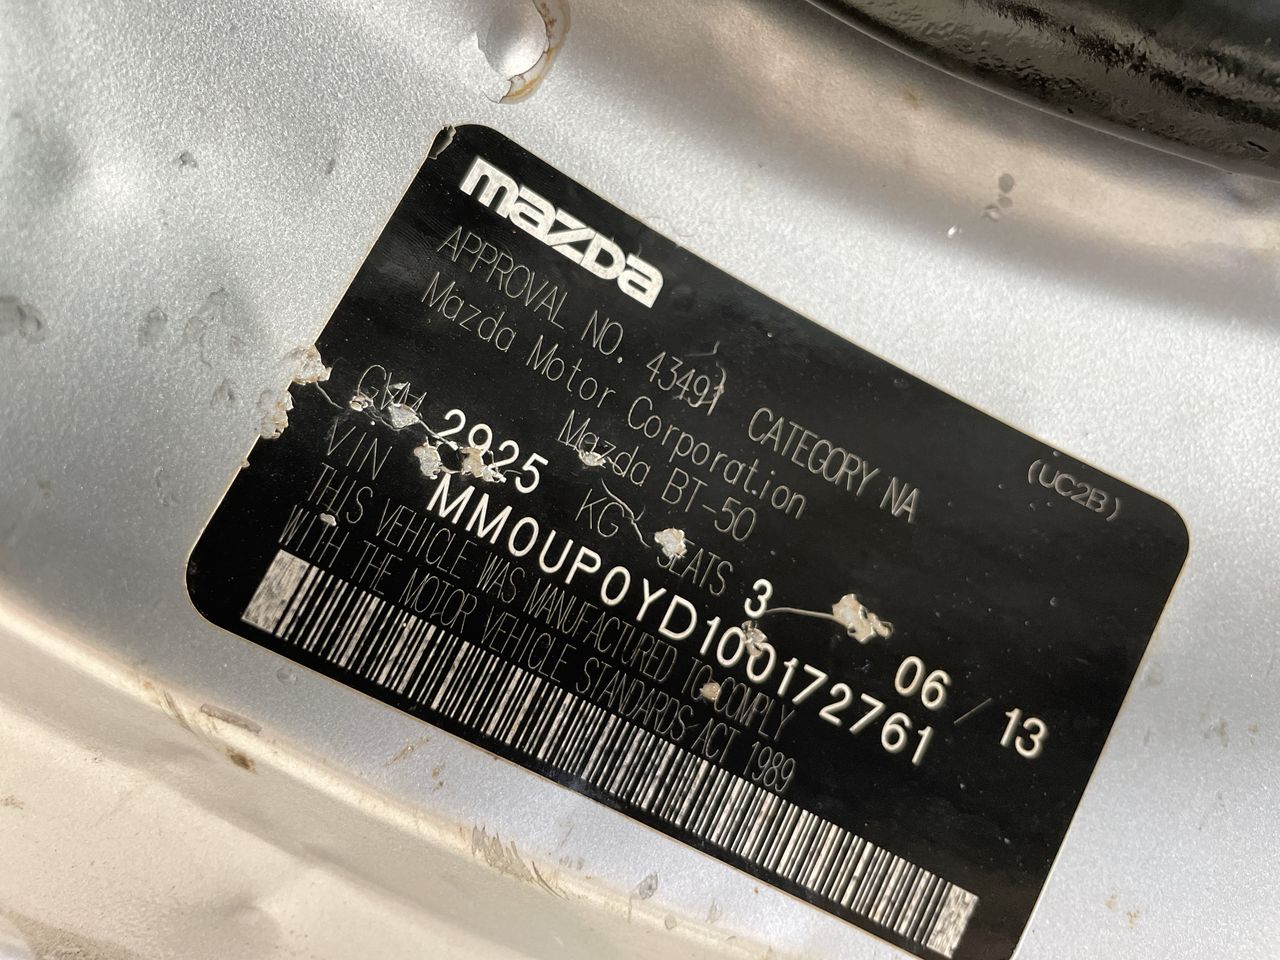 mazda (UC2B)
APPROVAL NO. 43491 CATEGORY NA
Mazda Motor Corporation
Mazda BT-50
GVM 2925 KG SEATS 3 06 / 13
VIN MM0UP0YD100172761
THIS VEHICLE WAS MANUFACTURED TO COMPLY
WITH THE MOTOR VEHICLE STANDARDS ACT 1989